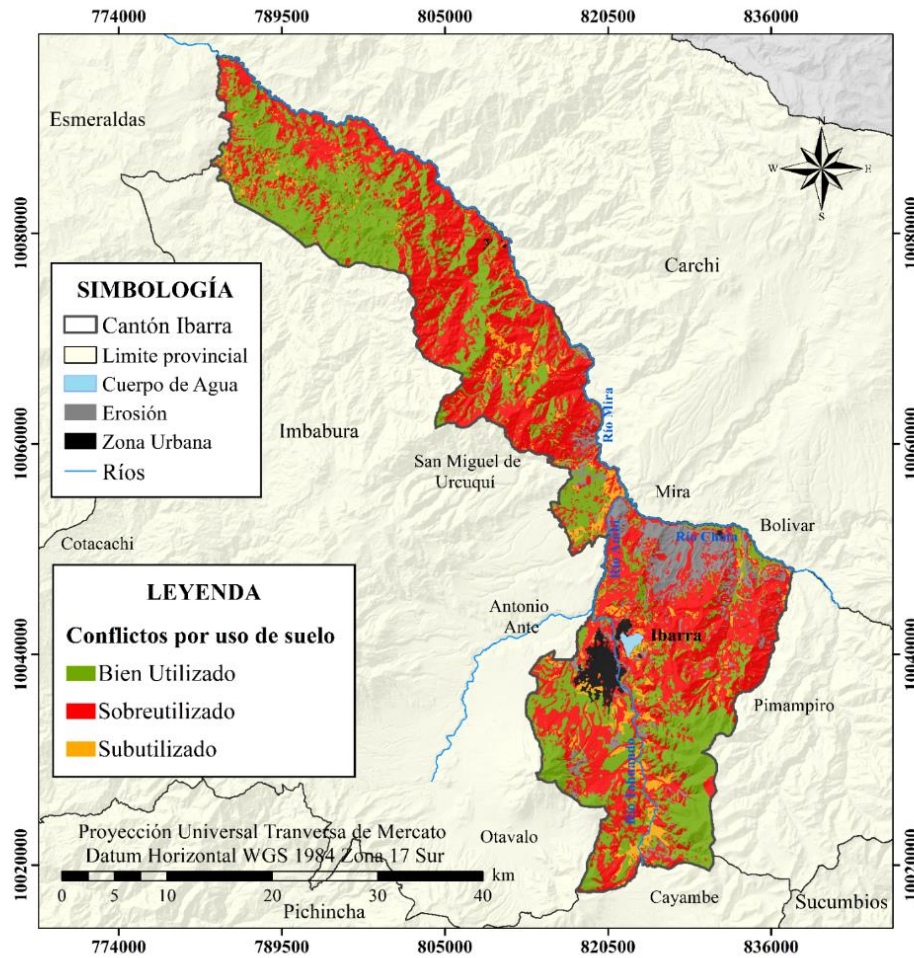 774000 789500 805000 820500 836000
Esmeraldas
N
W E
S
10080000 10080000
Carchi
SIMBOLOGÍA
Cantón Ibarra
Limite provincial
Cuerpo de Agua
Erosión
Zona Urbana
Ríos
Imbabura
Río Mira
10060000 10060000
San Miguel de
Urcuquí
Mira
Bolivar
Cotacachi
Río Chota
LEYENDA
Conflictos por uso de suelo
Bien Utilizado
Sobreutilizado
Subutilizado
Antonio
Ante
Ibarra
10040000 10040000
Pimampiro
Río Tahuando
Proyección Universal Tranversa de Mercato
Datum Horizontal WGS 1984 Zona 17 Sur
0 5 10 20 30 40 km
Otavalo
10020000 10020000
Cayambe
Sucumbios
Pichincha
774000 789500 805000 820500 836000